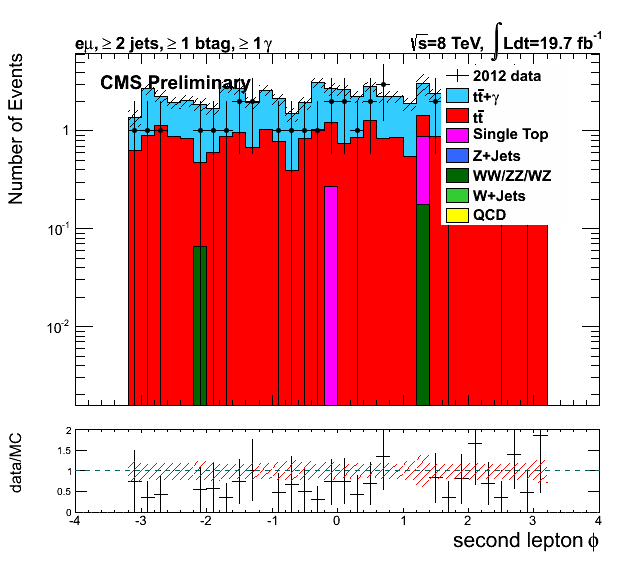 eμ, ≥ 2 jets, ≥ 1 btag, ≥ 1 γ
√s=8 TeV, ∫Ldt=19.7 fb⁻¹
CMS Preliminary
Number of Events
1
10⁻¹
10⁻²
2012 data
tt̄+γ
tt̄
Single Top
Z+Jets
WW/ZZ/WZ
W+Jets
QCD
data/MC
2
1.5
1
0.5
0
-4 -3 -2 -1 0 1 2 3 4
second lepton ϕ